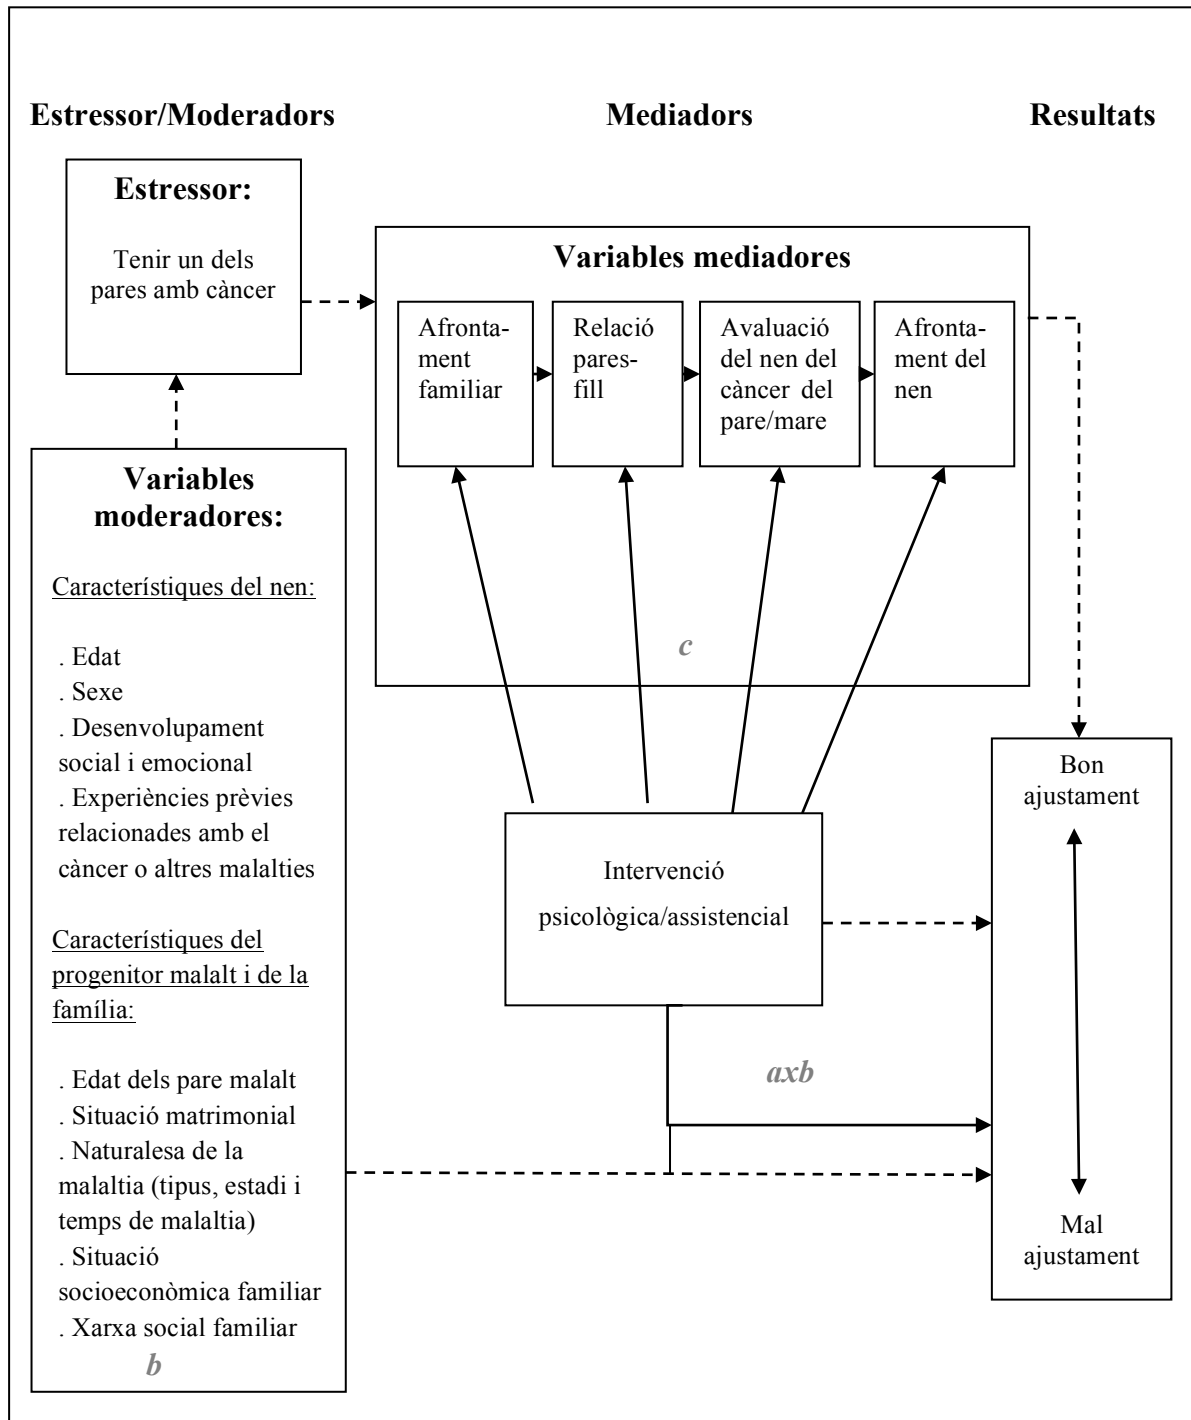 Estressor/Moderadors
Mediadors
Resultats
Estressor:
Tenir un dels
pares amb càncer
Variables mediadores
Afronta-
ment
familiar
Relació
pares-
fill
Avaluació
del nen del
càncer del
pare/mare
Afronta-
ment del
nen
c
Variables
moderadores:
Característiques del nen:
. Edat
. Sexe
. Desenvolupament
social i emocional
. Experiències prèvies
relacionades amb el
càncer o altres malalties
Característiques del
progenitor malalt i de la
família:
. Edat dels pare malalt
. Situació matrimonial
. Naturalesa de la
malaltia (tipus, estadi i
temps de malaltia)
. Situació
socioeconòmica familiar
. Xarxa social familiar
b
Intervenció
psicològica/assistencial
axb
Bon
ajustament
Mal
ajustament